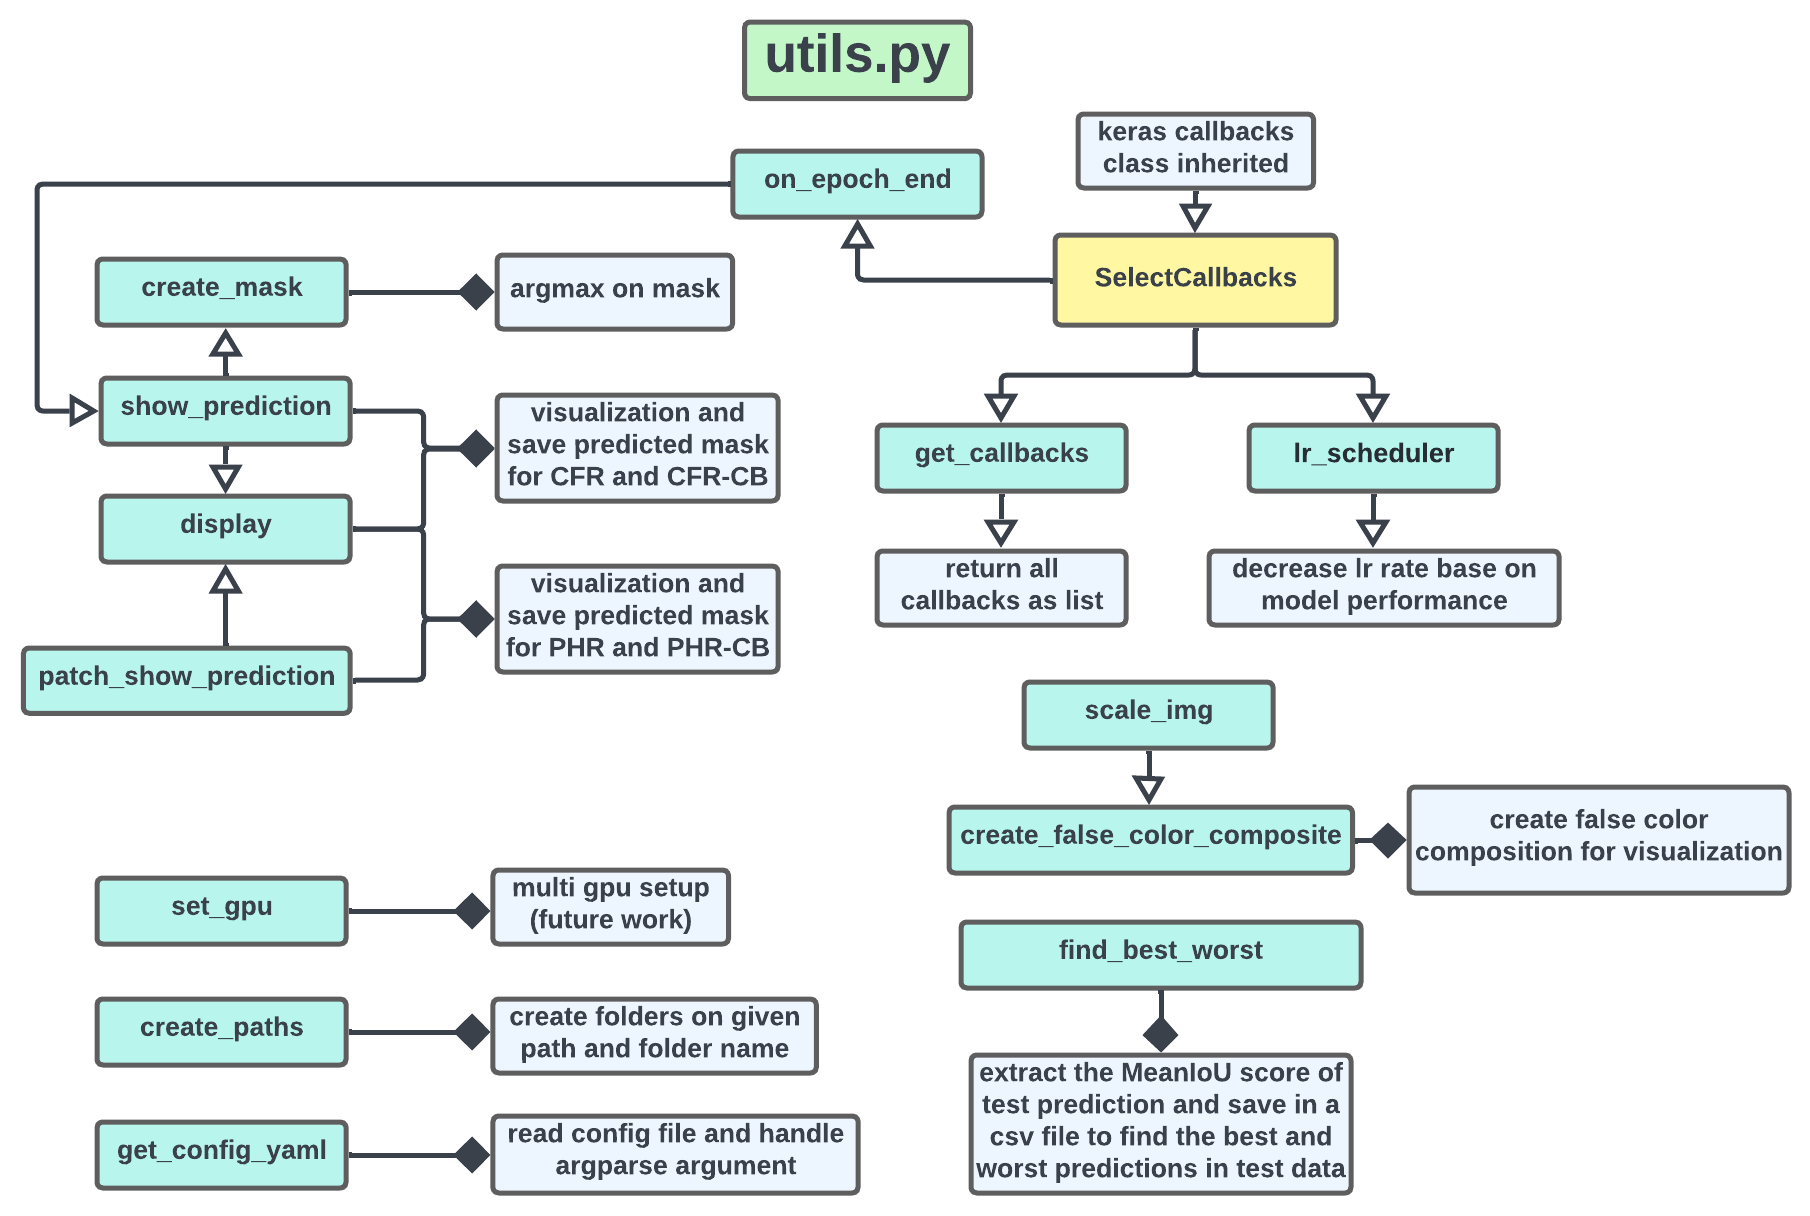 utils.py
keras callbacks
class inherited
on_epoch_end
SelectCallbacks
create_mask
argmax on mask
show_prediction
visualization and
save predicted mask
for CFR and CFR-CB
get_callbacks
lr_scheduler
display
return all
callbacks as list
decrease lr rate base on
model performance
visualization and
save predicted mask
for PHR and PHR-CB
patch_show_prediction
scale_img
create_false_color_composite
create false color
composition for visualization
set_gpu
multi gpu setup
(future work)
find_best_worst
create_paths
create folders on given
path and folder name
extract the MeanIoU score of
test prediction and save in a
csv file to find the best and
worst predictions in test data
get_config_yaml
read config file and handle
argparse argument